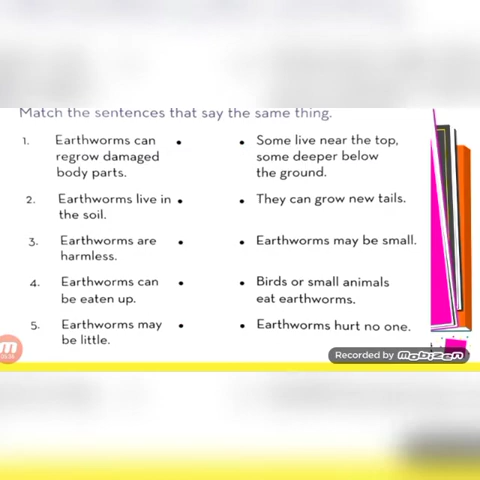 Match the sentences that say the same thing.
1. Earthworms can • • Some live near the top,
regrow damaged some deeper below
body parts. the ground.
2. Earthworms live in • • They can grow new tails.
the soil.
3. Earthworms are • • Earthworms may be small.
harmless.
4. Earthworms can • • Birds or small animals
be eaten up. eat earthworms.
5. Earthworms may • • Earthworms hurt no one.
be little.
Recorded by Mobizen